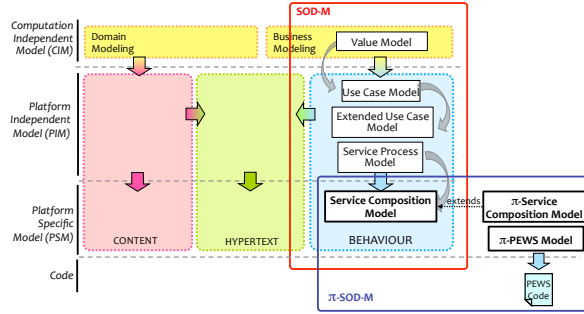 SOD-M
Computation
Independent
Model (CIM)
Domain
Modeling
Business
Modeling
Value Model
Platform
Independent
Model (PIM)
Use Case Model
Extended Use Case
Model
Service Process
Model
Platform
Specific
Model (PSM)
Service Composition
Model
extends
π-Service
Composition Model
π-PEWS Model
CONTENT
HYPERTEXT
BEHAVIOUR
Code
PEWS
Code
π-SOD-M